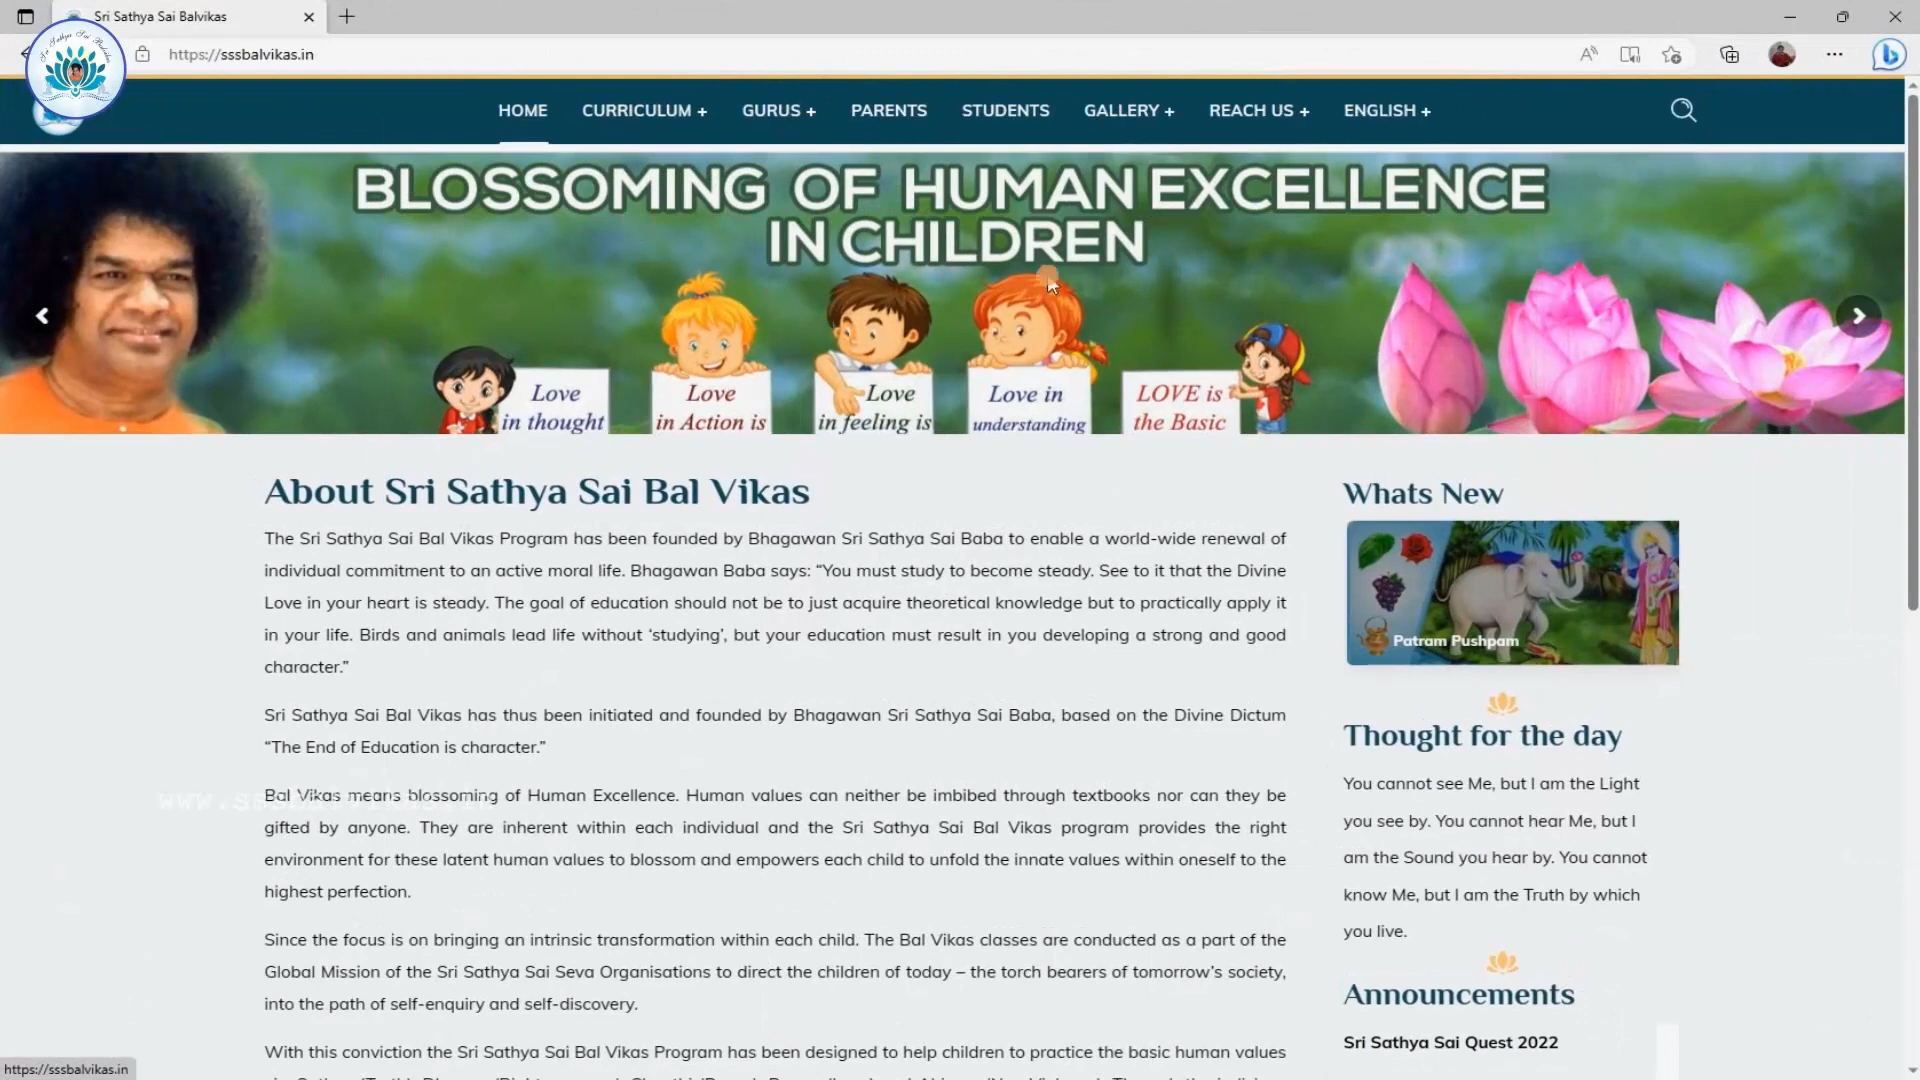 Sri Sathya Sai Balvikas
https://sssbalvikas.in
HOME CURRICULUM + GURUS + PARENTS STUDENTS GALLERY + REACH US + ENGLISH +
BLOSSOMING OF HUMAN EXCELLENCE
IN CHILDREN
Love
in thought
Love
in Action is
Love
in feeling is
Love in
understanding
LOVE is
the Basic
About Sri Sathya Sai Bal Vikas
The Sri Sathya Sai Bal Vikas Program has been founded by Bhagawan Sri Sathya Sai Baba to enable a world-wide renewal of
individual commitment to an active moral life. Bhagawan Baba says: “You must study to become steady. See to it that the Divine
Love in your heart is steady. The goal of education should not be to just acquire theoretical knowledge but to practically apply it
in your life. Birds and animals lead life without ‘studying’, but your education must result in you developing a strong and good
character.”
Sri Sathya Sai Bal Vikas has thus been initiated and founded by Bhagawan Sri Sathya Sai Baba, based on the Divine Dictum
“The End of Education is character.”
Bal Vikas means blossoming of Human Excellence. Human values can neither be imbibed through textbooks nor can they be
gifted by anyone. They are inherent within each individual and the Sri Sathya Sai Bal Vikas program provides the right
environment for these latent human values to blossom and empowers each child to unfold the innate values within oneself to the
highest perfection.
Since the focus is on bringing an intrinsic transformation within each child. The Bal Vikas classes are conducted as a part of the
Global Mission of the Sri Sathya Sai Seva Organisations to direct the children of today – the torch bearers of tomorrow’s society,
into the path of self-enquiry and self-discovery.
With this conviction the Sri Sathya Sai Bal Vikas Program has been designed to help children to practice the basic human values
Whats New
Patram Pushpam
Thought for the day
You cannot see Me, but I am the Light
you see by. You cannot hear Me, but I
am the Sound you hear by. You cannot
know Me, but I am the Truth by which
you live.
Announcements
Sri Sathya Sai Quest 2022
https://sssbalvikas.in